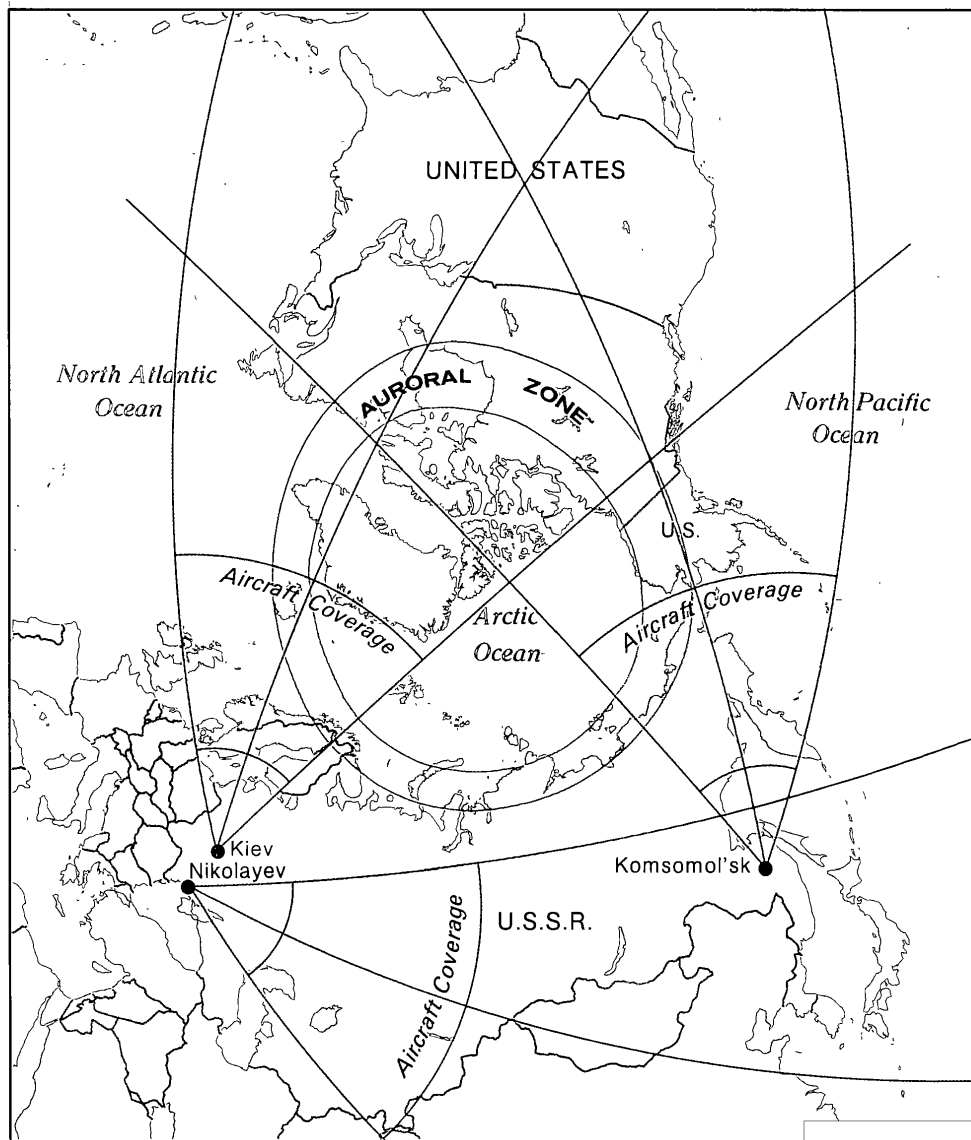 UNITED STATES
North Atlantic
Ocean
AURORAL ZONE
North Pacific
Ocean
U.S.
Aircraft Coverage
Aircraft Coverage
Arctic
Ocean
Kiev
Nikolayev
Komsomol'sk
U.S.S.R.
Aircraft Coverage